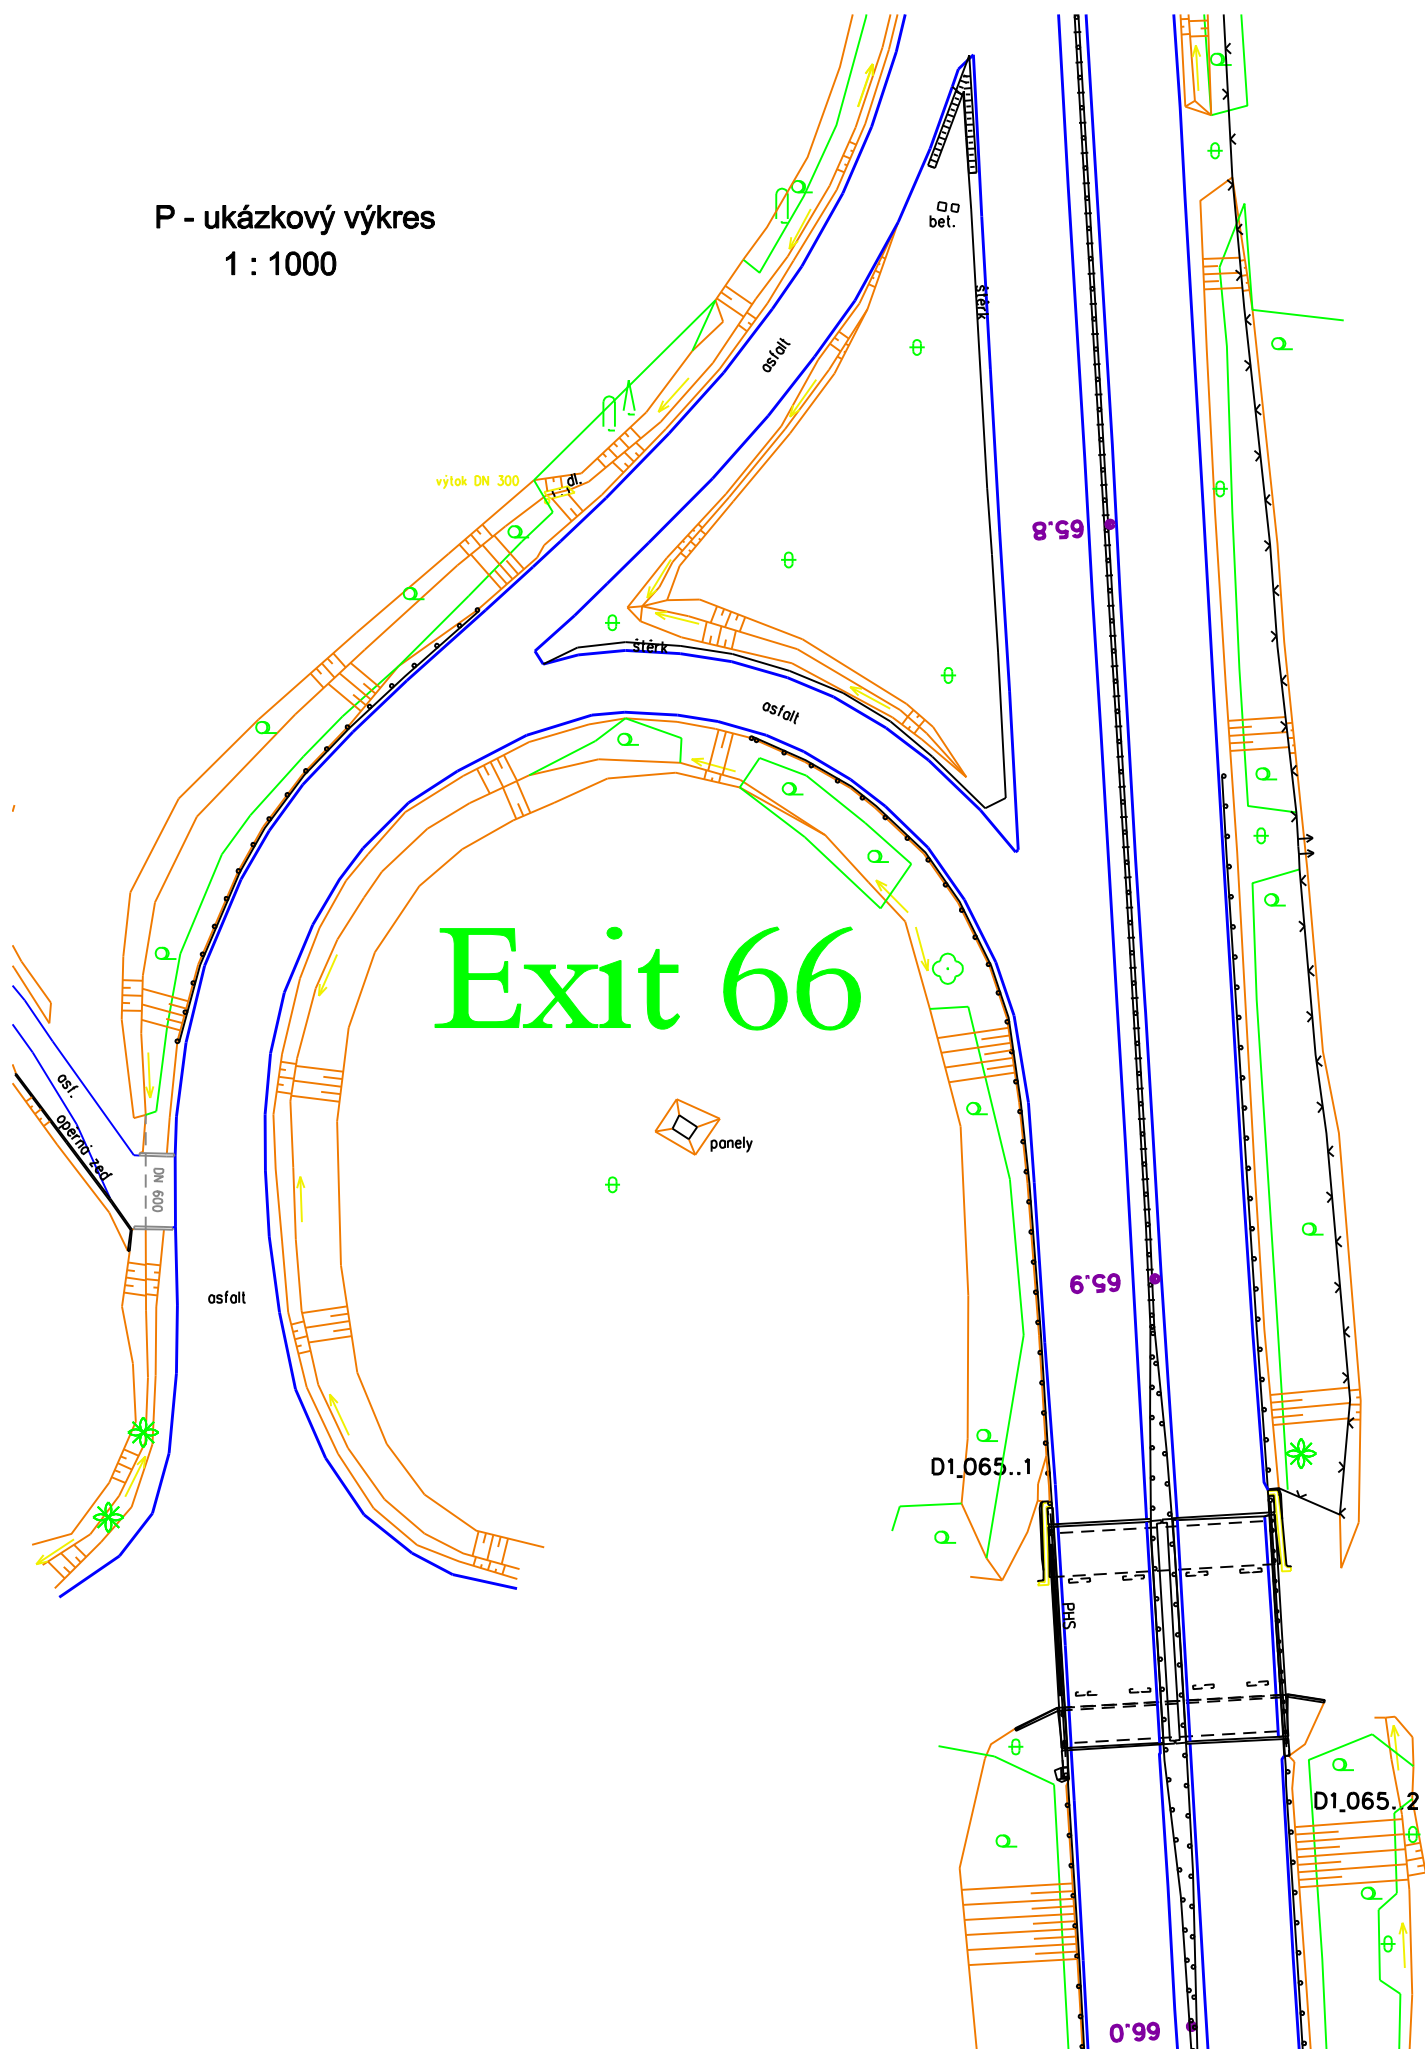 P - ukázkový výkres
1 : 1000
bet.
štěrk
asfalt
výtok DN 300
dl.
65.8
štěrk
asfalt
Exit 66
asf.
opěrná zeď
panely
DN 600
65.9
asfalt
D1_065..1
PHS
D1_065..2
66.0